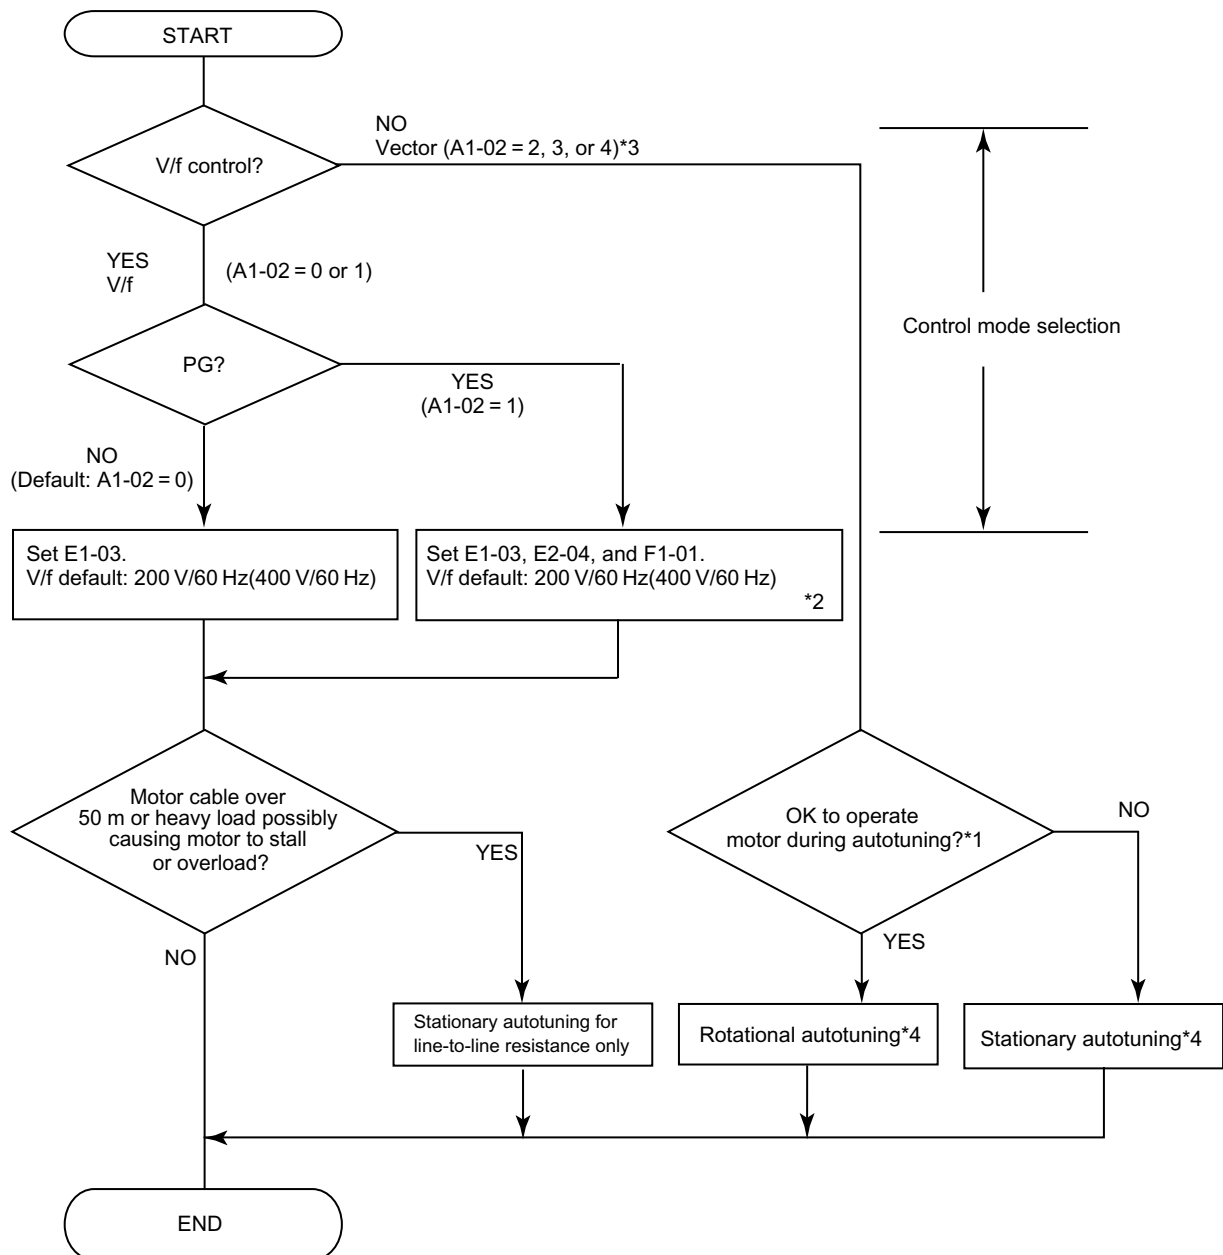 START
V/f control?
NO
Vector (A1-02 = 2, 3, or 4)*3
YES
V/f
(A1-02 = 0 or 1)
Control mode selection
PG?
YES
(A1-02 = 1)
NO
(Default: A1-02 = 0)
Set E1-03.
V/f default: 200 V/60 Hz(400 V/60 Hz)
Set E1-03, E2-04, and F1-01.
V/f default: 200 V/60 Hz(400 V/60 Hz)
*2
Motor cable over
50 m or heavy load possibly
causing motor to stall
or overload?
YES
NO
OK to operate
motor during autotuning?*1
NO
YES
Stationary autotuning for
line-to-line resistance only
Rotational autotuning*4
Stationary autotuning*4
END